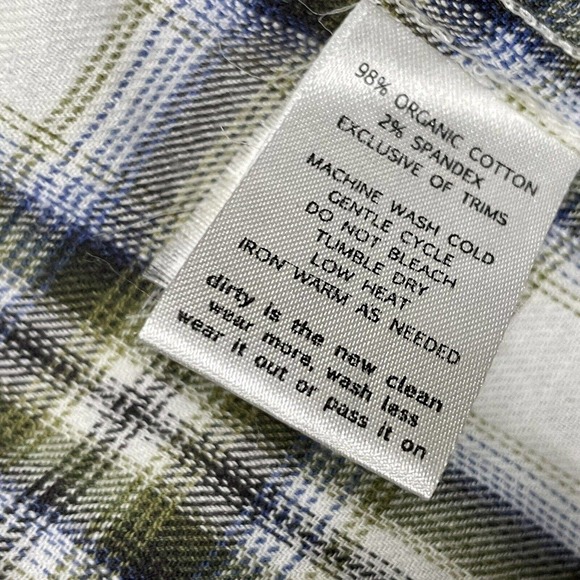 98% ORGANIC COTTON
2% SPANDEX
EXCLUSIVE OF TRIMS
MACHINE WASH COLD
GENTLE CYCLE
DO NOT BLEACH
TUMBLE DRY
LOW HEAT
IRON WARM AS NEEDED
dirty is the new clean
wear more, wash less
wear it out or pass it on